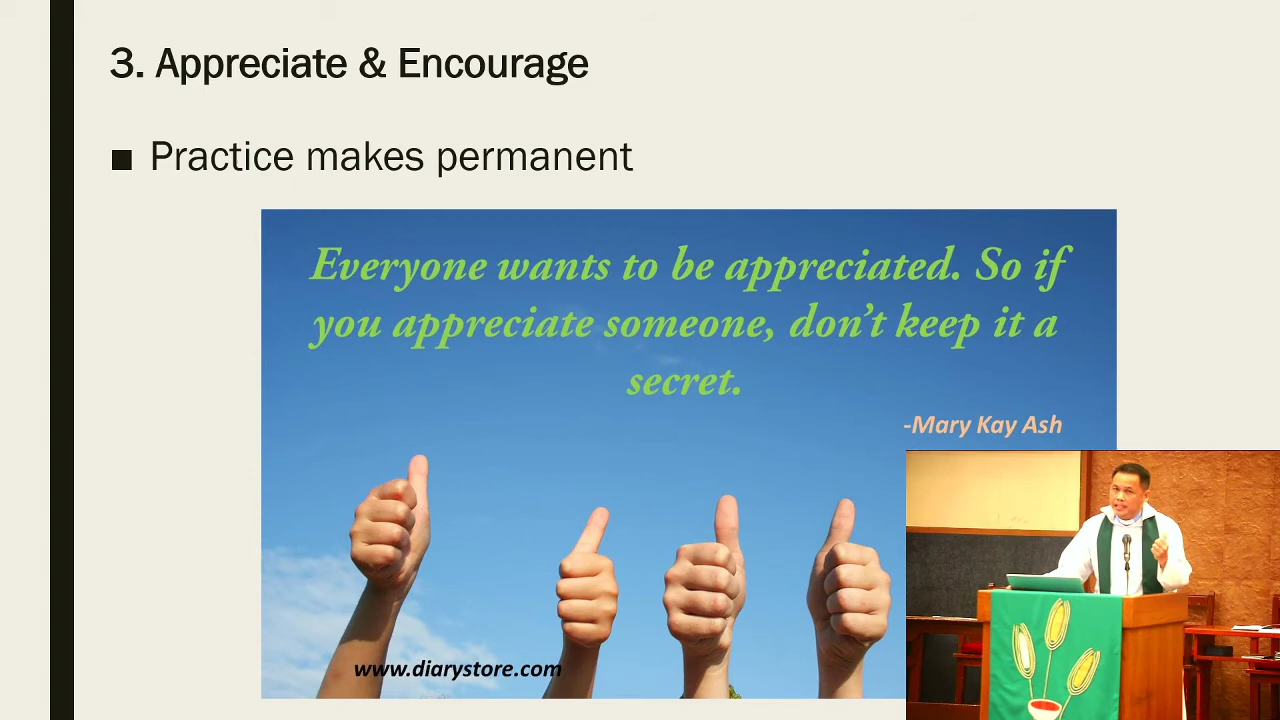 3. Appreciate & Encourage
■ Practice makes permanent
Everyone wants to be appreciated. So if
you appreciate someone, don't keep it a
secret.
-Mary Kay Ash
www.diarystore.com